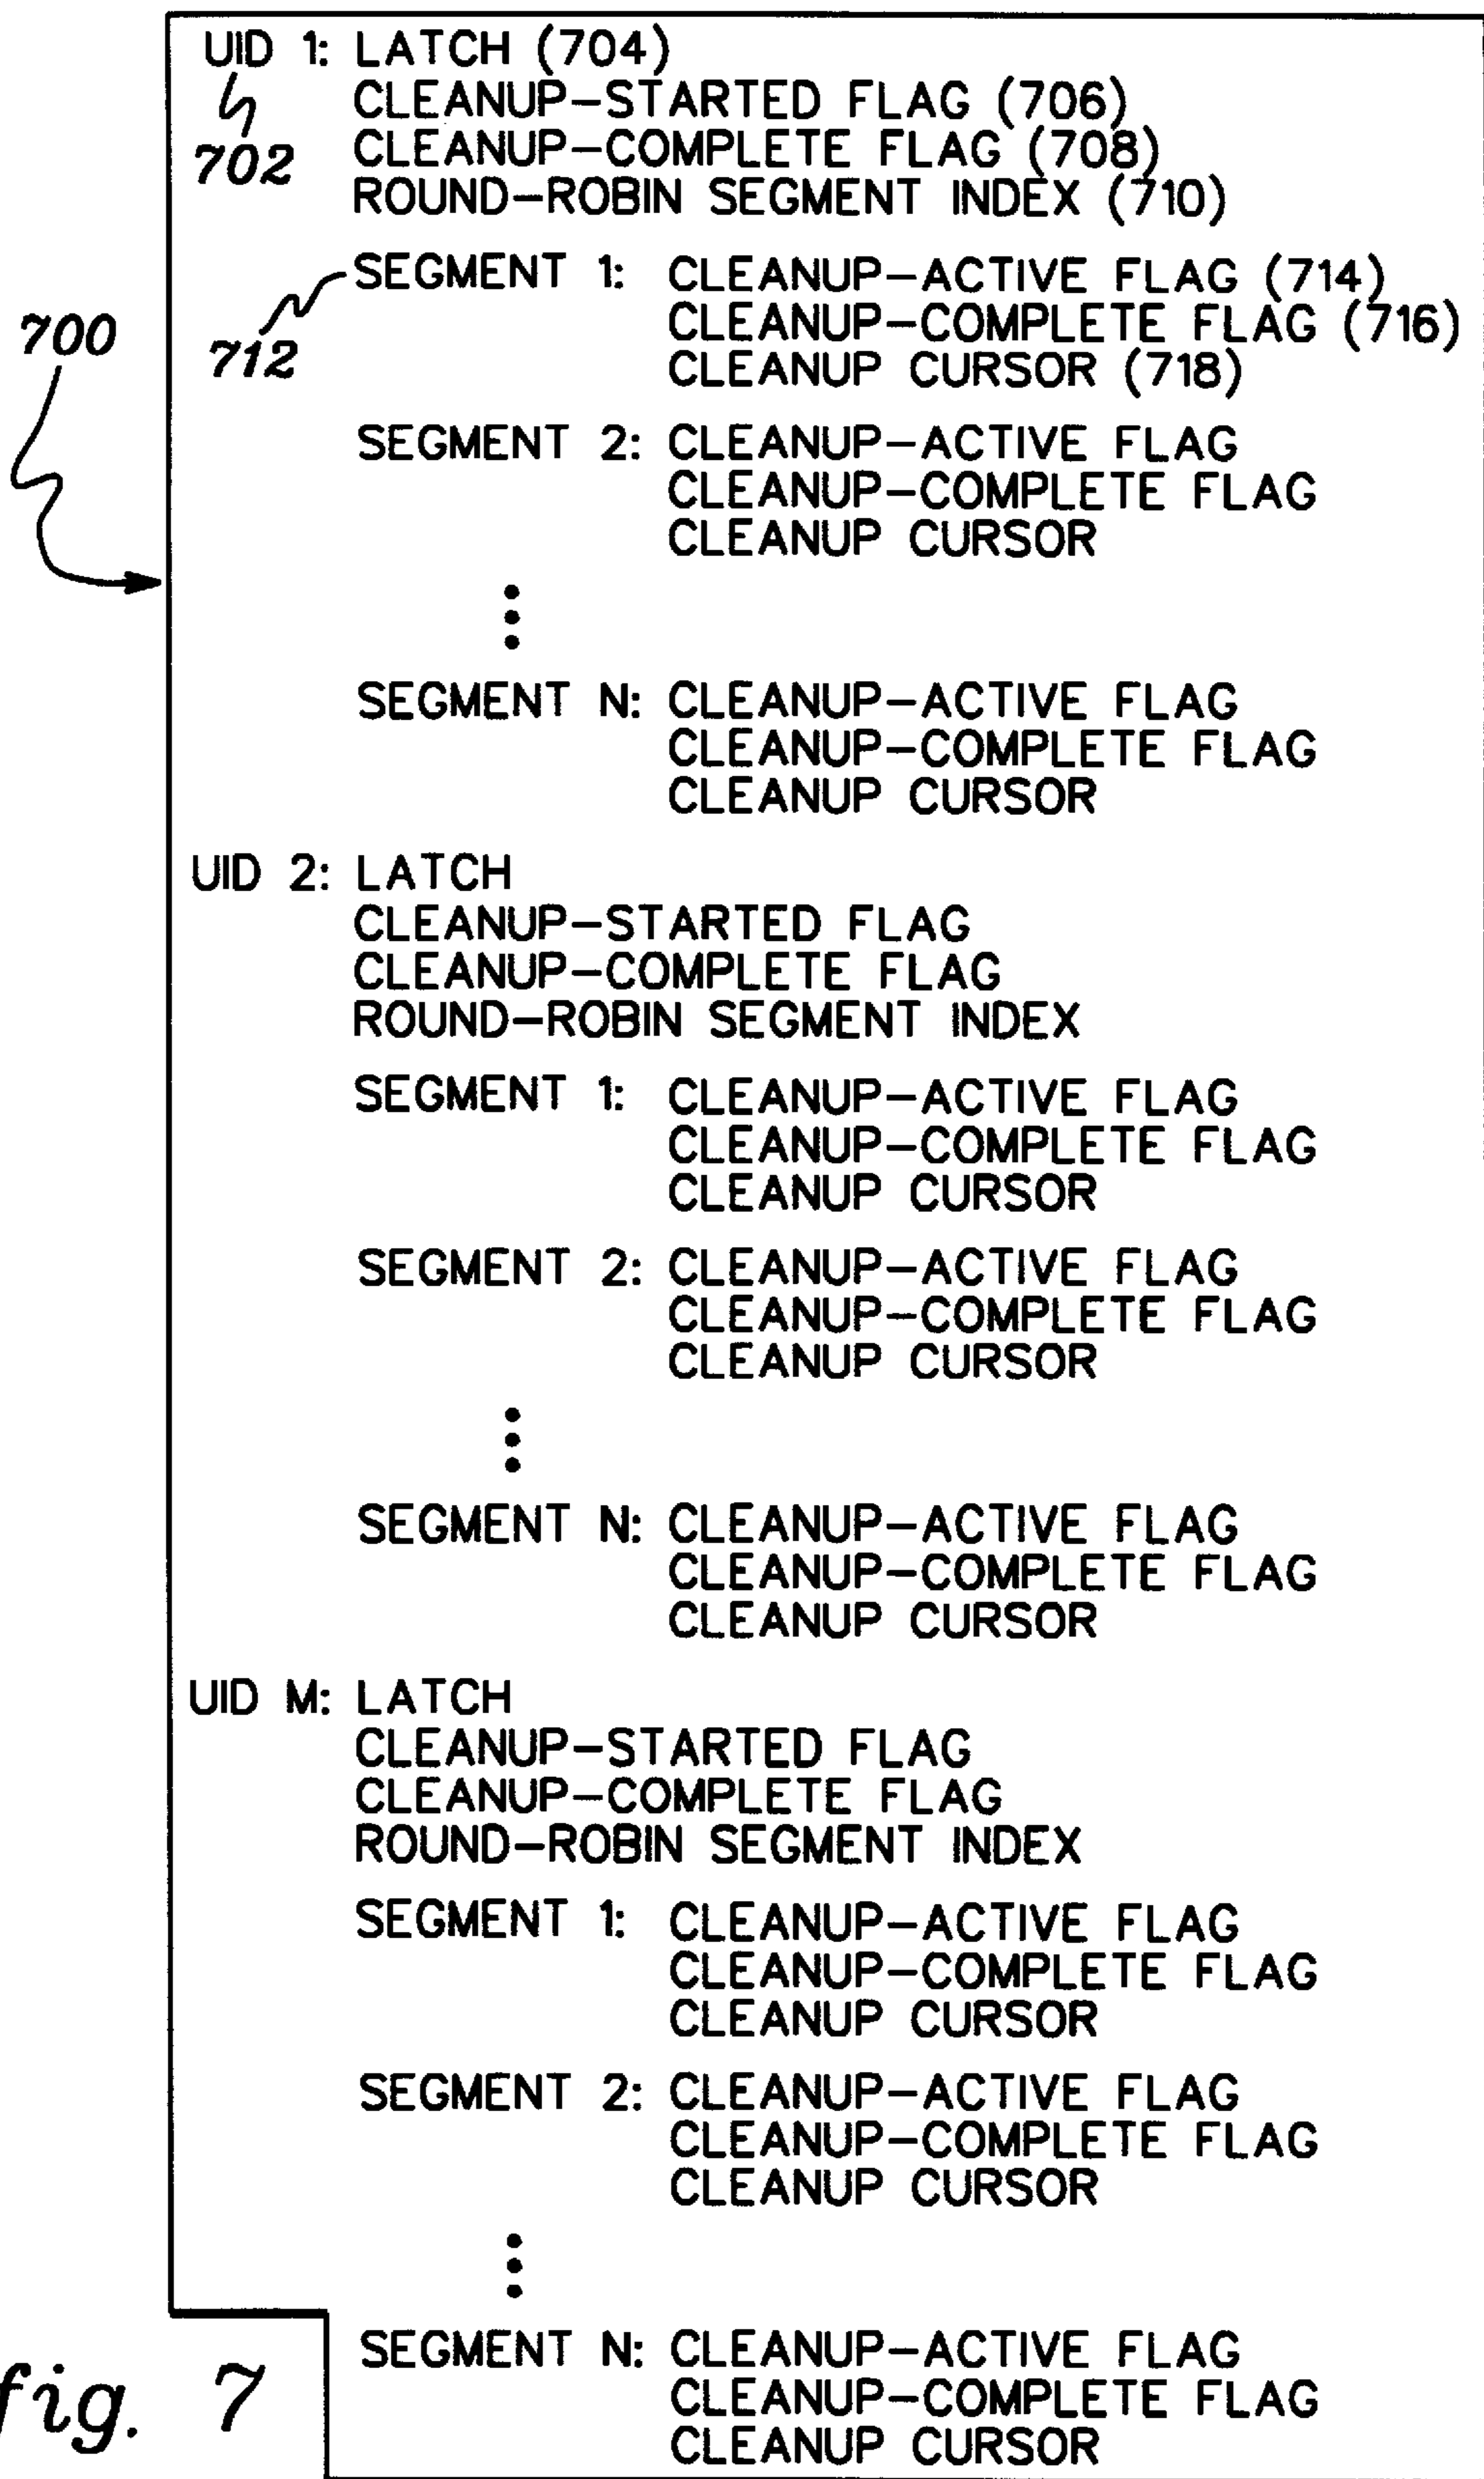 UID 1: LATCH (704)
CLEANUP-STARTED FLAG (706)
702 CLEANUP-COMPLETE FLAG (708)
ROUND-ROBIN SEGMENT INDEX (710)
SEGMENT 1: CLEANUP-ACTIVE FLAG (714)
700 712 CLEANUP-COMPLETE FLAG (716)
CLEANUP CURSOR (718)
SEGMENT 2: CLEANUP-ACTIVE FLAG
CLEANUP-COMPLETE FLAG
CLEANUP CURSOR
SEGMENT N: CLEANUP-ACTIVE FLAG
CLEANUP-COMPLETE FLAG
CLEANUP CURSOR
UID 2: LATCH
CLEANUP-STARTED FLAG
CLEANUP-COMPLETE FLAG
ROUND-ROBIN SEGMENT INDEX
SEGMENT 1: CLEANUP-ACTIVE FLAG
CLEANUP-COMPLETE FLAG
CLEANUP CURSOR
SEGMENT 2: CLEANUP-ACTIVE FLAG
CLEANUP-COMPLETE FLAG
CLEANUP CURSOR
SEGMENT N: CLEANUP-ACTIVE FLAG
CLEANUP-COMPLETE FLAG
CLEANUP CURSOR
UID M: LATCH
CLEANUP-STARTED FLAG
CLEANUP-COMPLETE FLAG
ROUND-ROBIN SEGMENT INDEX
SEGMENT 1: CLEANUP-ACTIVE FLAG
CLEANUP-COMPLETE FLAG
CLEANUP CURSOR
SEGMENT 2: CLEANUP-ACTIVE FLAG
CLEANUP-COMPLETE FLAG
CLEANUP CURSOR
SEGMENT N: CLEANUP-ACTIVE FLAG
CLEANUP-COMPLETE FLAG
CLEANUP CURSOR
fig. 7